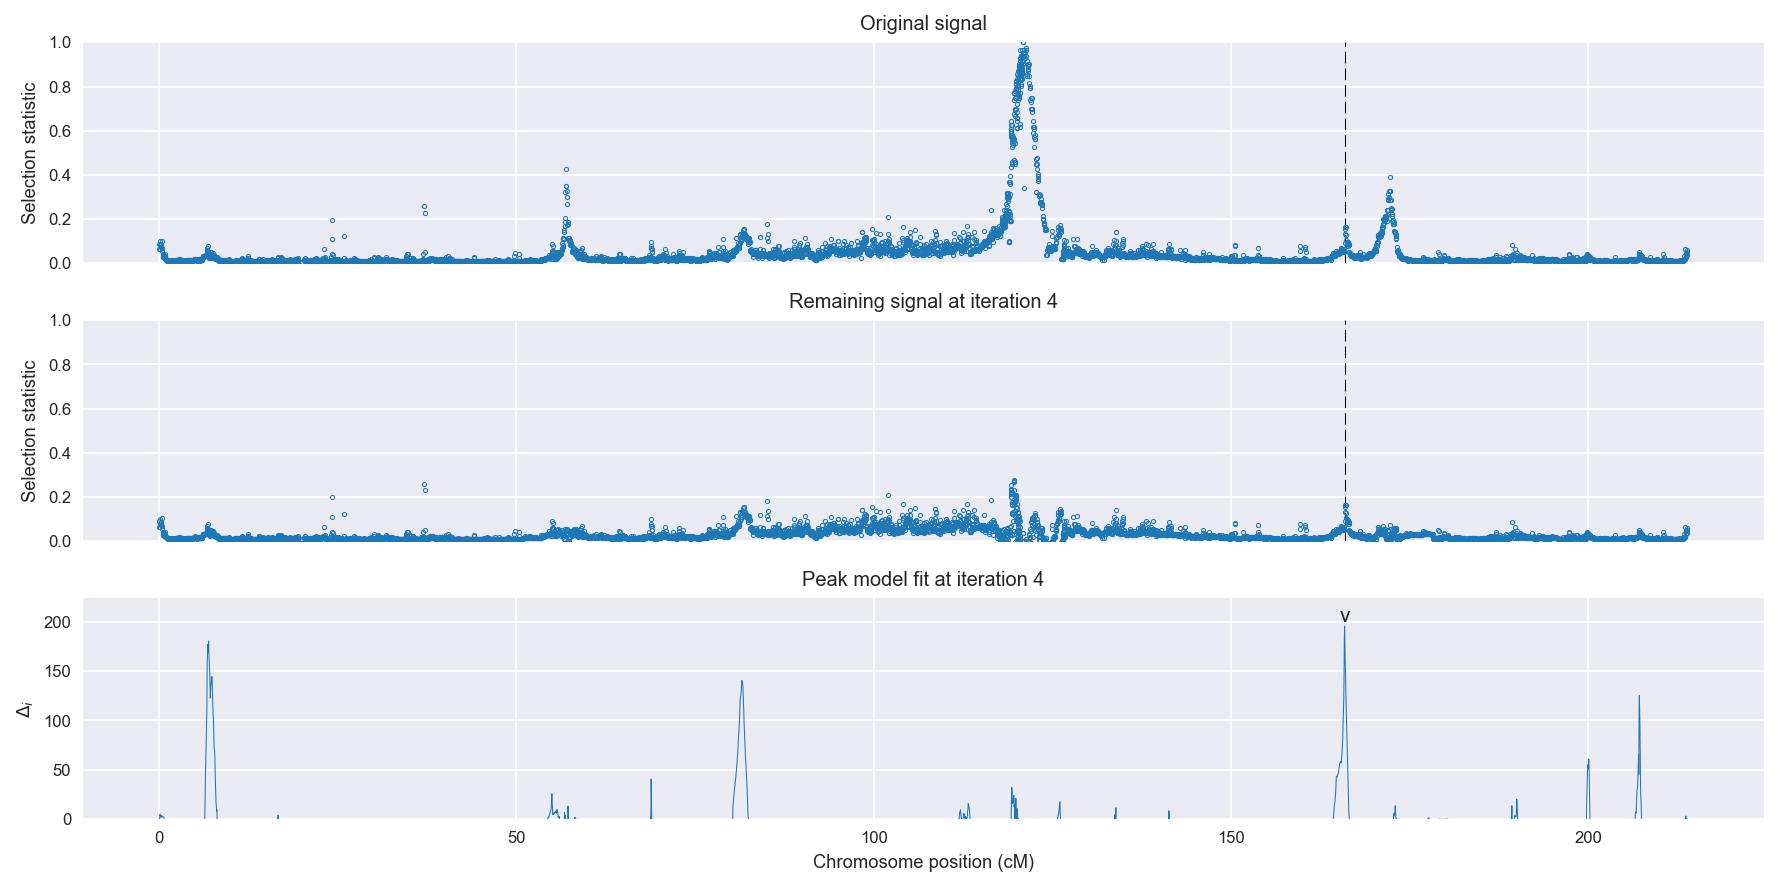 Original signal
Selection statistic
1.0
0.8
0.6
0.4
0.2
0.0
Remaining signal at iteration 4
Selection statistic
1.0
0.8
0.6
0.4
0.2
0.0
Peak model fit at iteration 4
Δi
200
150
100
50
0
v
0 50 100 150 200
Chromosome position (cM)